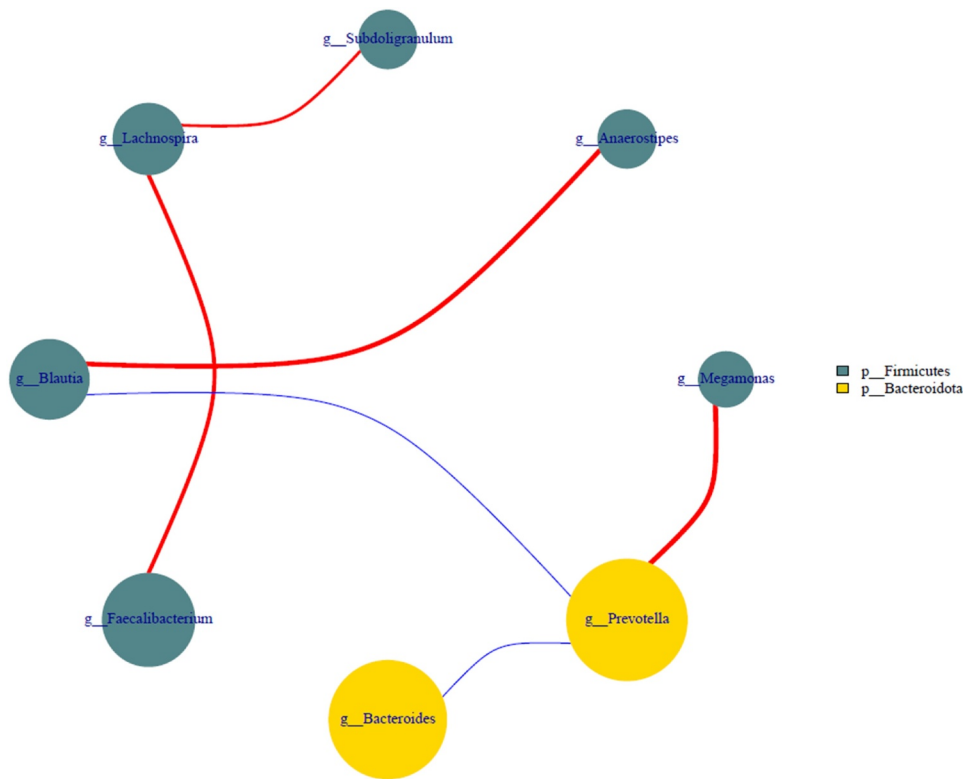 g__Subdoligranulum
g__Lachnospira
g__Anaerostipes
g__Blautia
g__Megamonas
p__Firmicutes
p__Bacteroidota
g__Faecalibacterium
g__Prevotella
g__Bacteroides